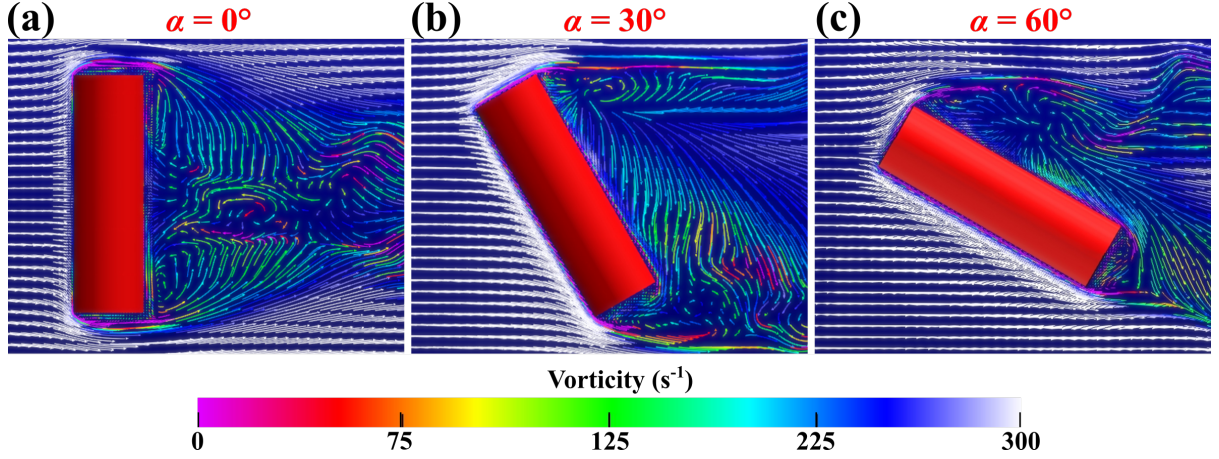 (a) α = 0° (b) α = 30° (c) α = 60°
Vorticity (s⁻¹)
0 75 125 225 300